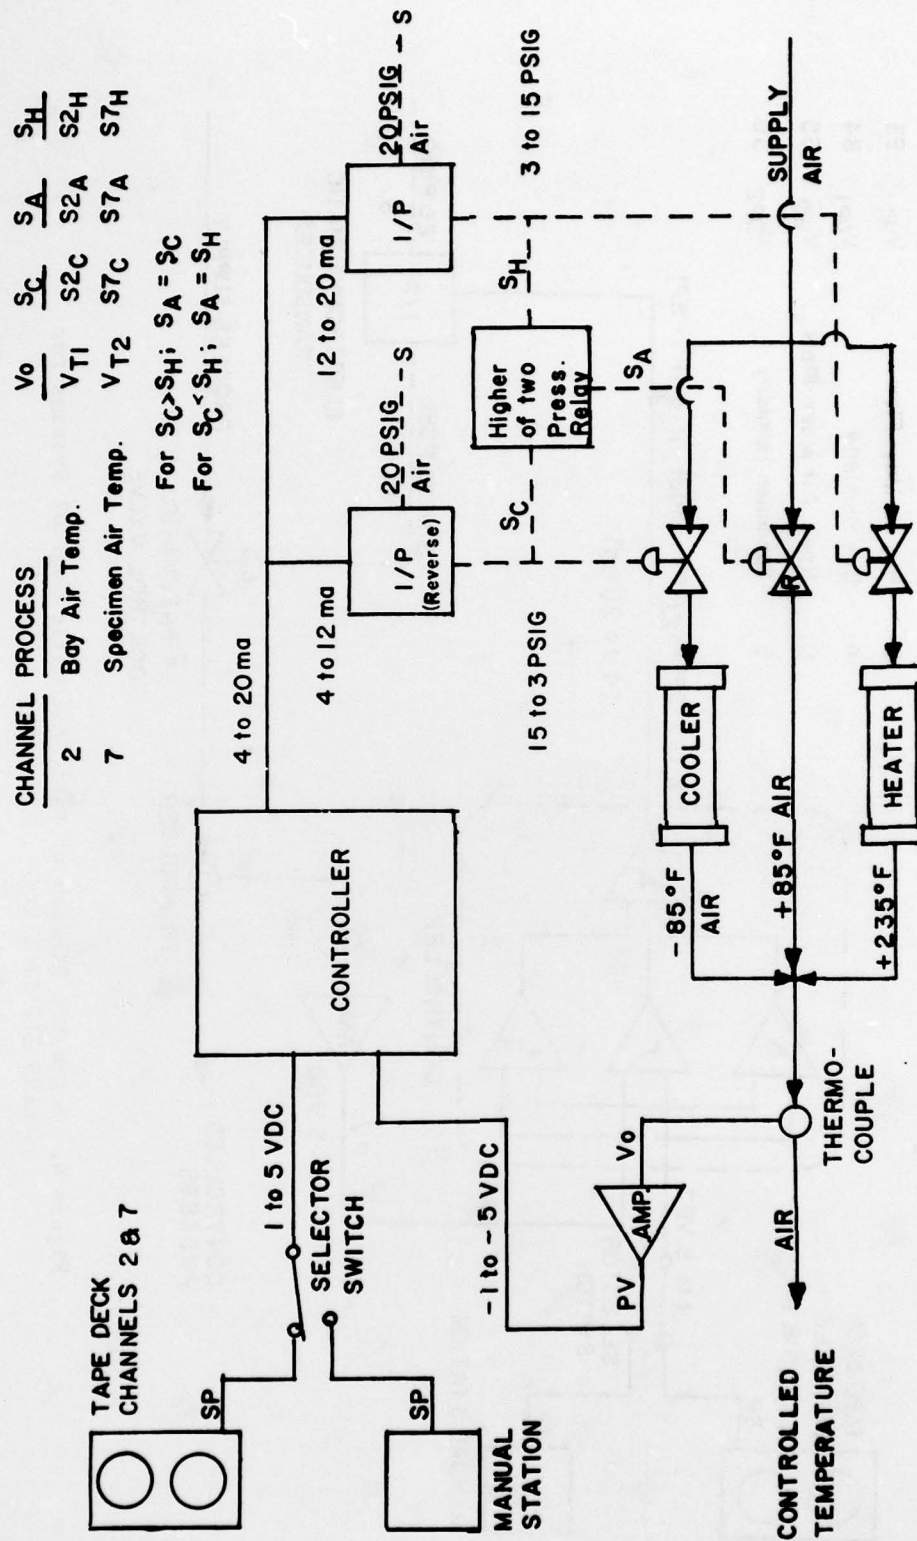 CHANNEL PROCESS Vo SC SA SH
2 Bay Air Temp. VT1 S2C S2A S2H
7 Specimen Air Temp. VT2 S7C S7A S7H
For SC>SH; SA = SC
For SC<SH; SA = SH
TAPE DECK
CHANNELS 2 & 7
SP
1 to 5 VDC
SELECTOR
SWITCH
MANUAL
STATION
SP
CONTROLLER
4 to 20 ma
4 to 12 ma
12 to 20 ma
I/P
(Reverse)
20 PSIG
Air
S
I/P
20 PSIG
Air
S
15 to 3 PSIG
SC
Higher
of two
Press.
Relay
SH
3 to 15 PSIG
SA
-1 to -5 VDC
PV
AMP.
Vo
COOLER
-85°F
AIR
+85°F AIR
R
SUPPLY
AIR
HEATER
+235°F
THERMO-
COUPLE
AIR
CONTROLLED
TEMPERATURE